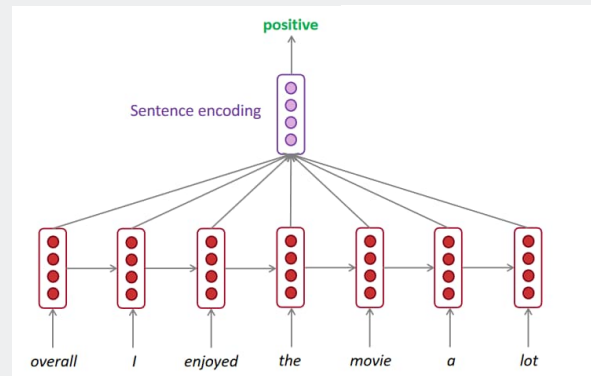 positive
Sentence encoding
overall I enjoyed the movie a lot